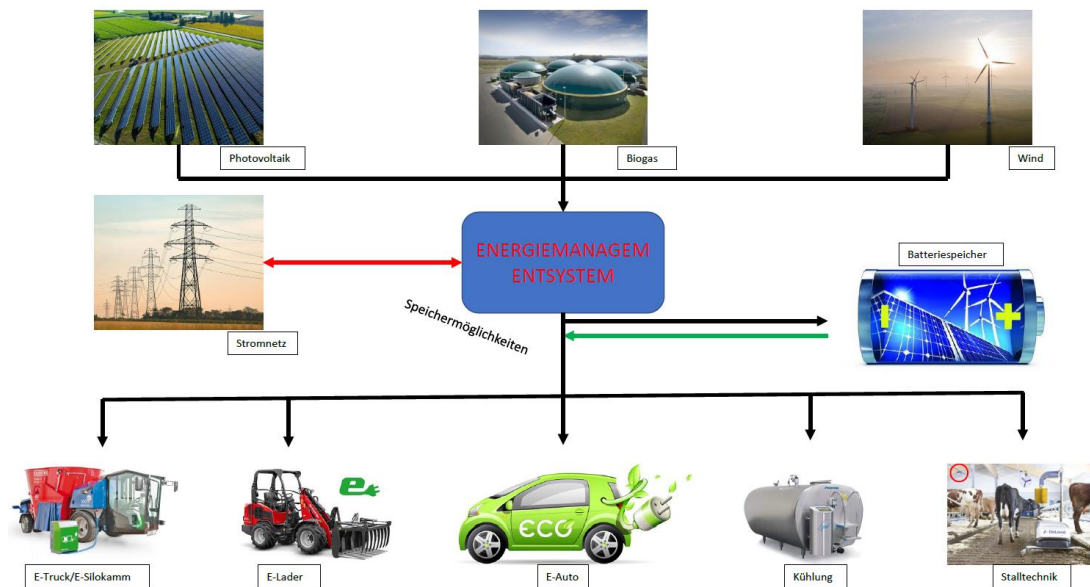 Photovoltaik
Biogas
Wind
ENERGIEMANAGEM
ENTSYSTEM
Batteriespeicher
Stromnetz
Speichermöglichkeiten
ECO
e
E-Truck/E-Silokamm
E-Lader
E-Auto
Kühlung
Stalltechnik